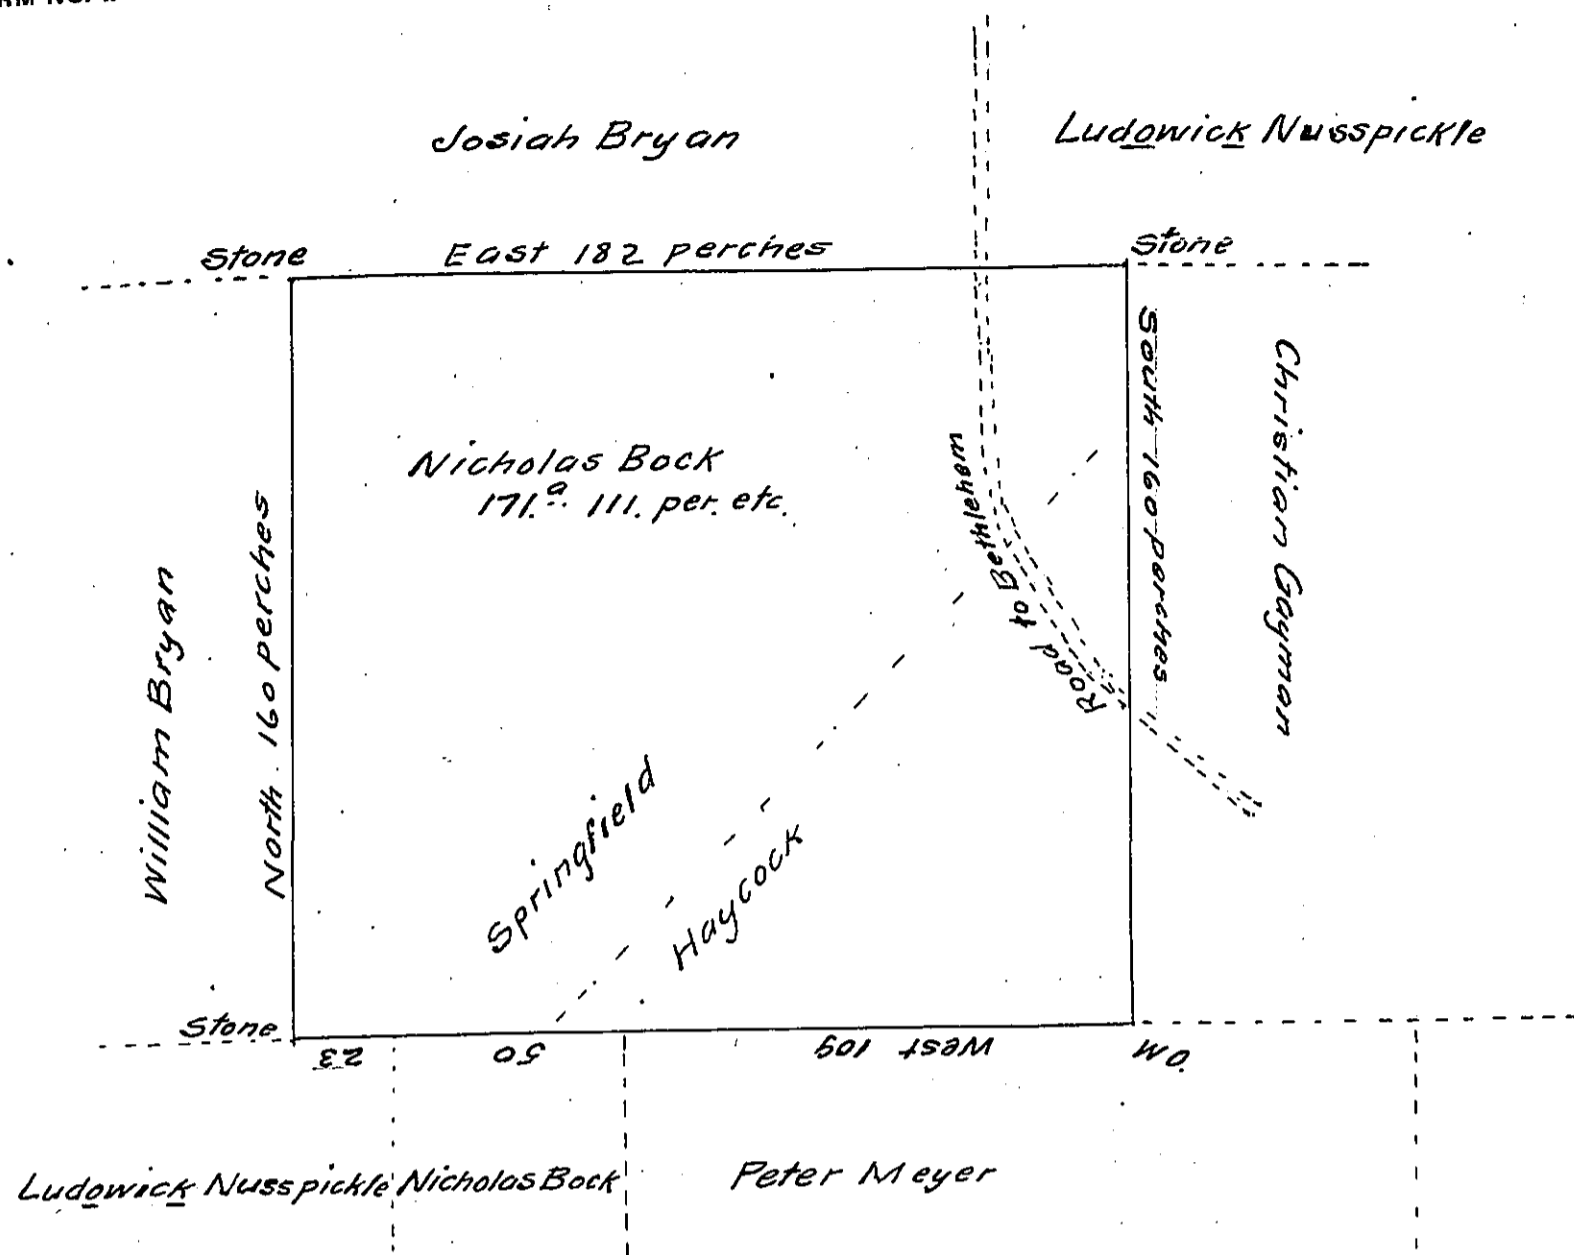 Josiah Bryan
Ludowick Nusspickle
Stone
East 182 perches
Stone
South 160 perches
Christian Gayman
Nicholas Bock
171.a 111. per. etc.
Road to Bethlehem
William Bryan
North 160 perches
Springfield
Haycock
Stone
23
50
West 109
W.O.
Ludowick Nusspickle
Nicholas Bock
Peter Meyer